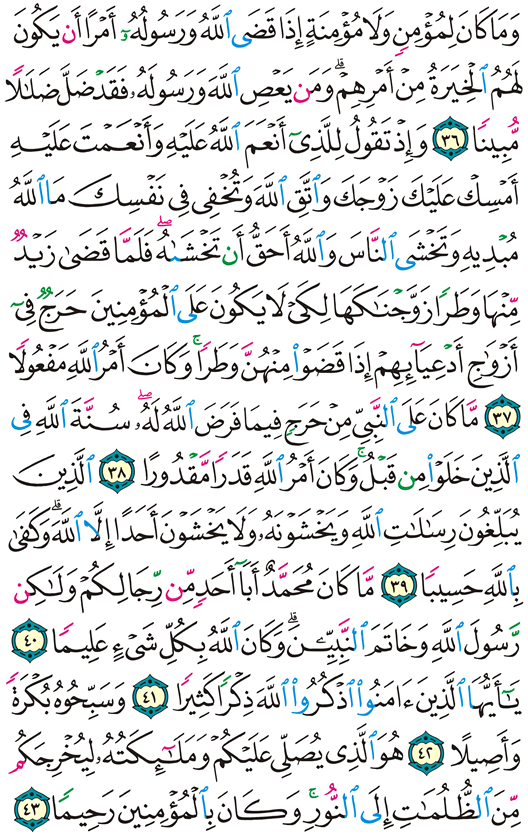 وَمَا كَانَ لِمُؤْمِنٍ وَلَا مُؤْمِنَةٍ إِذَا قَضَى ٱللَّهُ وَرَسُولُهُۥٓ أَمْرًا أَن يَكُونَ
لَهُمُ ٱلْخِيَرَةُ مِنْ أَمْرِهِمْ ۗ وَمَن يَعْصِ ٱللَّهَ وَرَسُولَهُۥ فَقَدْ ضَلَّ ضَلَٰلًا
مُّبِينًا ٣٦ وَإِذْ تَقُولُ لِلَّذِىٓ أَنْعَمَ ٱللَّهُ عَلَيْهِ وَأَنْعَمْتَ عَلَيْهِ
أَمْسِكْ عَلَيْكَ زَوْجَكَ وَٱتَّقِ ٱللَّهَ وَتُخْفِى فِى نَفْسِكَ مَا ٱللَّهُ
مُبْدِيهِ وَتَخْشَى ٱلنَّاسَ وَٱللَّهُ أَحَقُّ أَن تَخْشَىٰهُ ۖ فَلَمَّا قَضَىٰ زَيْدٌ
مِّنْهَا وَطَرًا زَوَّجْنَٰكَهَا لِكَىْ لَا يَكُونَ عَلَى ٱلْمُؤْمِنِينَ حَرَجٌ فِىٓ
أَزْوَٰجِ أَدْعِيَآئِهِمْ إِذَا قَضَوْا۟ مِنْهُنَّ وَطَرًا ۚ وَكَانَ أَمْرُ ٱللَّهِ مَفْعُولًا
٣٧ مَّا كَانَ عَلَى ٱلنَّبِىِّ مِنْ حَرَجٍ فِيمَا فَرَضَ ٱللَّهُ لَهُۥ ۖ سُنَّةَ ٱللَّهِ فِى
ٱلَّذِينَ خَلَوْا۟ مِن قَبْلُ ۚ وَكَانَ أَمْرُ ٱللَّهِ قَدَرًا مَّقْدُورًا ٣٨ ٱلَّذِينَ
يُبَلِّغُونَ رِسَٰلَٰتِ ٱللَّهِ وَيَخْشَوْنَهُۥ وَلَا يَخْشَوْنَ أَحَدًا إِلَّا ٱللَّهَ ۗ وَكَفَىٰ
بِٱللَّهِ حَسِيبًا ٣٩ مَّا كَانَ مُحَمَّدٌ أَبَآ أَحَدٍ مِّن رِّجَالِكُمْ وَلَٰكِن
رَّسُولَ ٱللَّهِ وَخَاتَمَ ٱلنَّبِيِّۦنَ ۗ وَكَانَ ٱللَّهُ بِكُلِّ شَىْءٍ عَلِيمًا ٤٠
يَٰٓأَيُّهَا ٱلَّذِينَ ءَامَنُوا۟ ٱذْكُرُوا۟ ٱللَّهَ ذِكْرًا كَثِيرًا ٤١ وَسَبِّحُوهُ بُكْرَةً
وَأَصِيلًا ٤٢ هُوَ ٱلَّذِى يُصَلِّى عَلَيْكُمْ وَمَلَٰٓئِكَتُهُۥ لِيُخْرِجَكُم
مِّنَ ٱلظُّلُمَٰتِ إِلَى ٱلنُّورِ ۚ وَكَانَ بِٱلْمُؤْمِنِينَ رَحِيمًا ٤٣